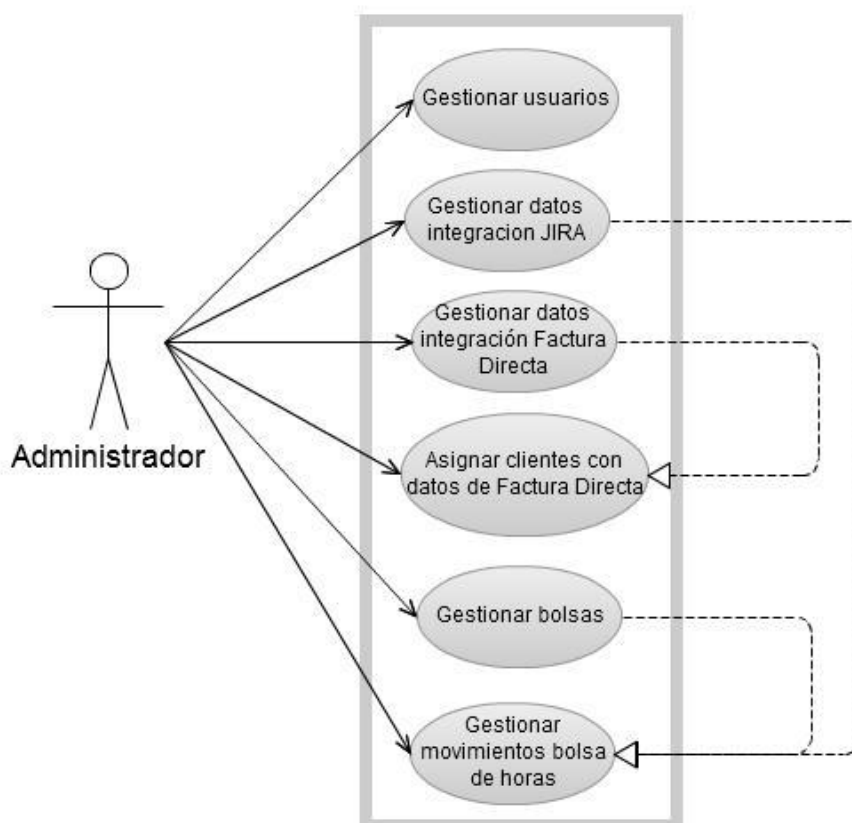 Gestionar usuarios
Gestionar datos
integracion JIRA
Gestionar datos
integración Factura
Directa
Administrador
Asignar clientes con
datos de Factura Directa
Gestionar bolsas
Gestionar
movimientos bolsa
de horas